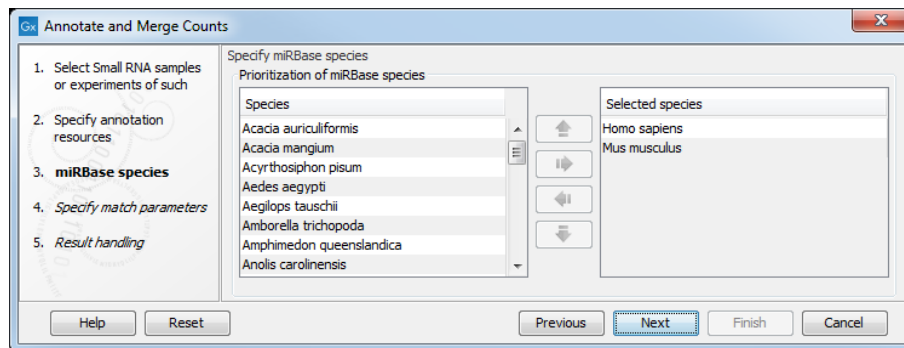 Gx Annotate and Merge Counts
1. Select Small RNA samples
or experiments of such
2. Specify annotation
resources
3. miRBase species
4. Specify match parameters
5. Result handling
Specify miRBase species
Prioritization of miRBase species
Species
Acacia auriculiformis
Acacia mangium
Acyrthosiphon pisum
Aedes aegypti
Aegilops tauschii
Amborella trichopoda
Amphimedon queenslandica
Anolis carolinensis
Selected species
Homo sapiens
Mus musculus
Help Reset Previous Next Finish Cancel